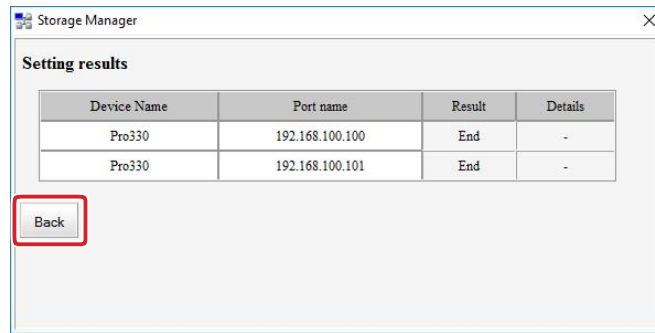 Storage Manager
Setting results
Device Name Port name Result Details
Pro330 192.168.100.100 End -
Pro330 192.168.100.101 End -
Back